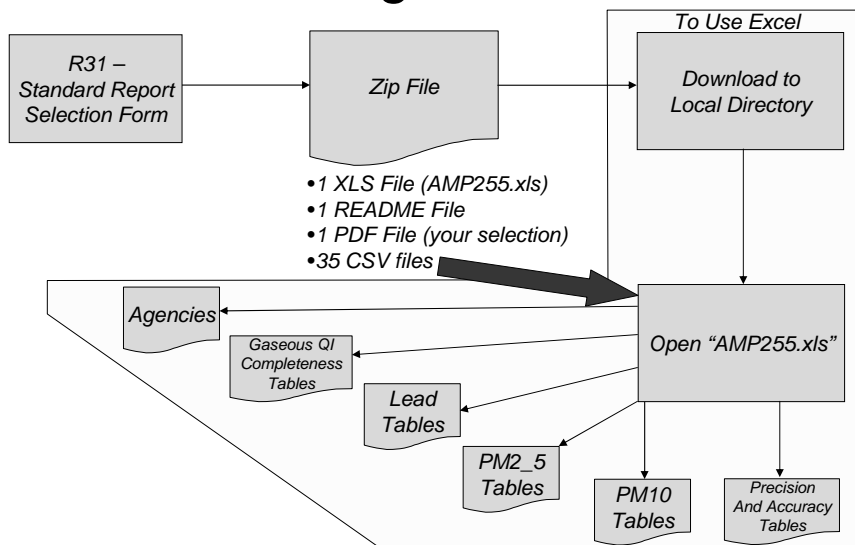 To Use Excel
R31 –
Standard Report
Selection Form
Zip File
Download to
Local Directory
•1 XLS File (AMP255.xls)
•1 README File
•1 PDF File (your selection)
•35 CSV files
Agencies
Gaseous QI
Completeness
Tables
Open “AMP255.xls”
Lead
Tables
PM2_5
Tables
PM10
Tables
Precision
And Accuracy
Tables